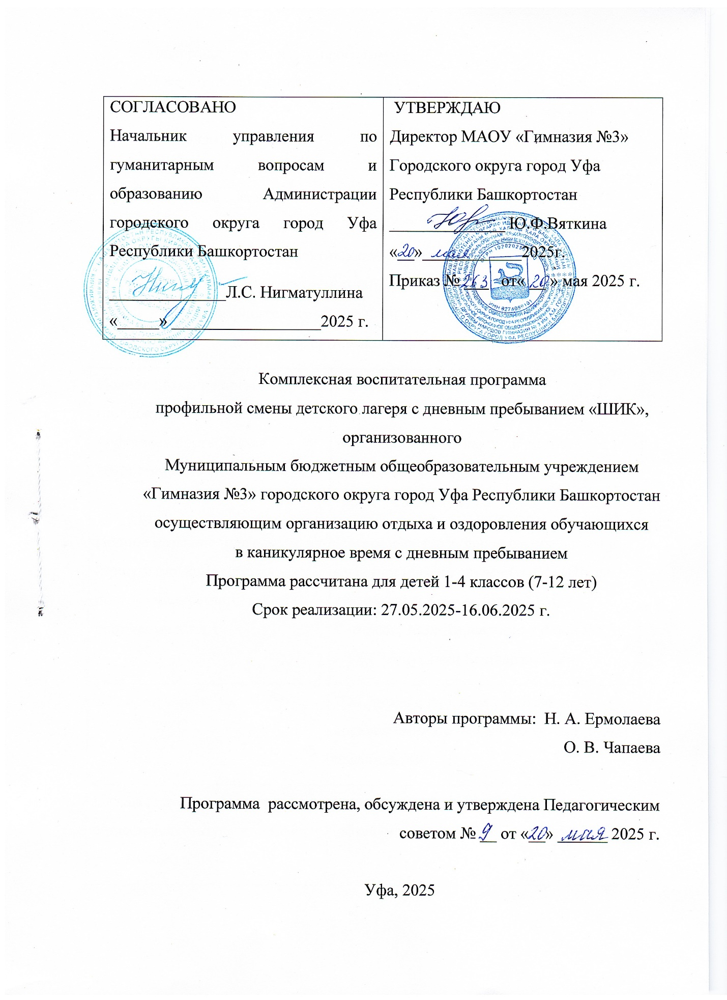 СОГЛАСОВАНО
Начальник управления по
гуманитарным вопросам и
образованию Администрации
городского округа город Уфа
Республики Башкортостан
______________Л.С. Нигматуллина
«_____»__________________2025 г.
УТВЕРЖДАЮ
Директор МАОУ «Гимназия №3»
Городского округа город Уфа
Республики Башкортостан
______________Ю.Ф.Вяткина
«20» мая 2025г.
Приказ № 263 от« 20 » мая 2025 г.
Комплексная воспитательная программа
профильной смены детского лагеря с дневным пребыванием «ШИК»,
организованного
Муниципальным бюджетным общеобразовательным учреждением
«Гимназия №3» городского округа город Уфа Республики Башкортостан
осуществляющим организацию отдыха и оздоровления обучающихся
в каникулярное время с дневным пребыванием
Программа рассчитана для детей 1-4 классов (7-12 лет)
Срок реализации: 27.05.2025-16.06.2025 г.
Авторы программы: Н. А. Ермолаева
О. В. Чапаева
Программа рассмотрена, обсуждена и утверждена Педагогическим
советом № 9 от «20» мая 2025 г.
Уфа, 2025